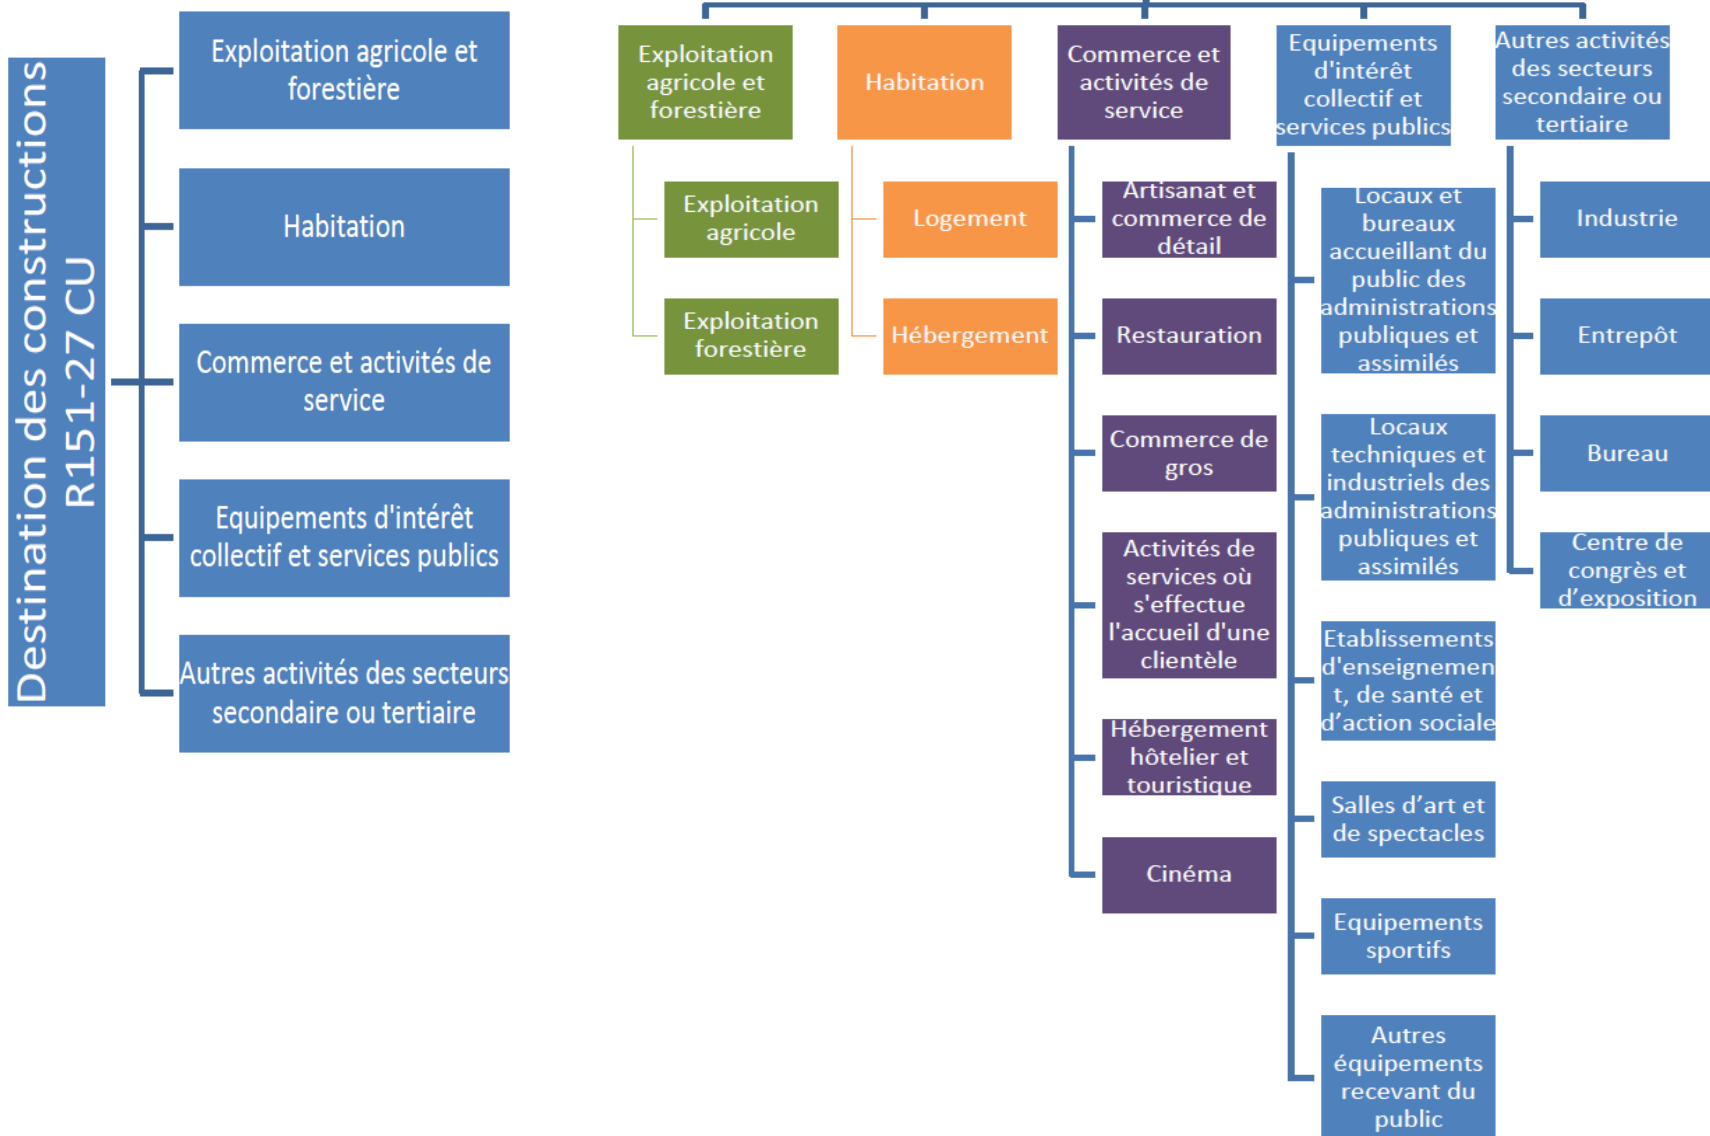 Destination des constructions
R151-27 CU
Exploitation agricole et
forestière
Habitation
Commerce et activités de
service
Equipements d'intérêt
collectif et services publics
Autres activités des secteurs
secondaire ou tertiaire
Exploitation
agricole et
forestière
Exploitation
agricole
Exploitation
forestière
Habitation
Logement
Hébergement
Commerce et
activités de
service
Artisanat et
commerce de
détail
Restauration
Commerce de
gros
Activités de
services où
s'effectue
l'accueil d'une
clientèle
Hébergement
hôtelier et
touristique
Cinéma
Equipements
d'intérêt
collectif et
services publics
Locaux et
bureaux
accueillant du
public des
administrations
publiques et
assimilés
Locaux
techniques et
industriels des
administrations
publiques et
assimilés
Etablissements
d'enseignemen
t, de santé et
d’action sociale
Salles d’art et
de spectacles
Equipements
sportifs
Autres
équipements
recevant du
public
Autres activités
des secteurs
secondaire ou
tertiaire
Industrie
Entrepôt
Bureau
Centre de
congrès et
d’exposition